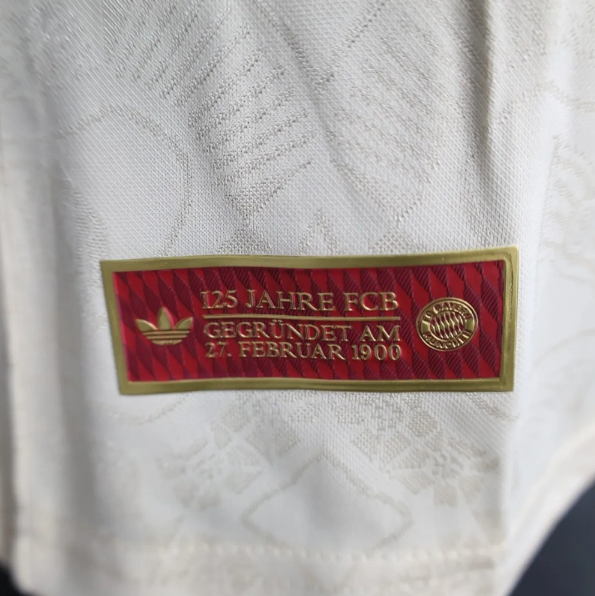 125 JAHRE FCB
GEGRÜNDET AM
27. FEBRUAR 1900